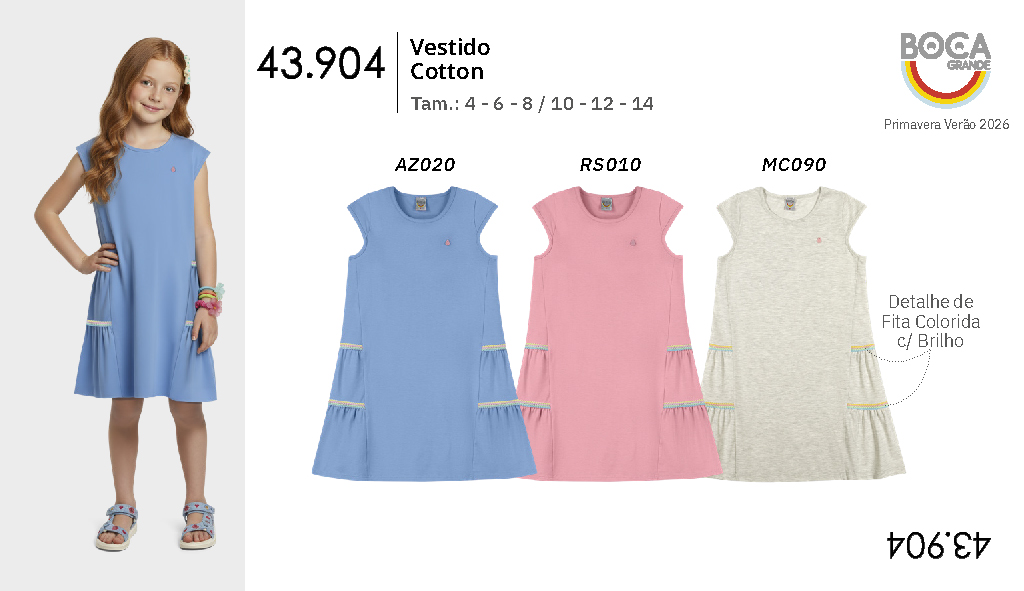 43.904
Vestido
Cotton
Tam.: 4 - 6 - 8 / 10 - 12 - 14
BOCA
GRANDE
Primavera Verão 2026
AZ020
RS010
MC090
Detalhe de
Fita Colorida
c/ Brilho
43.904